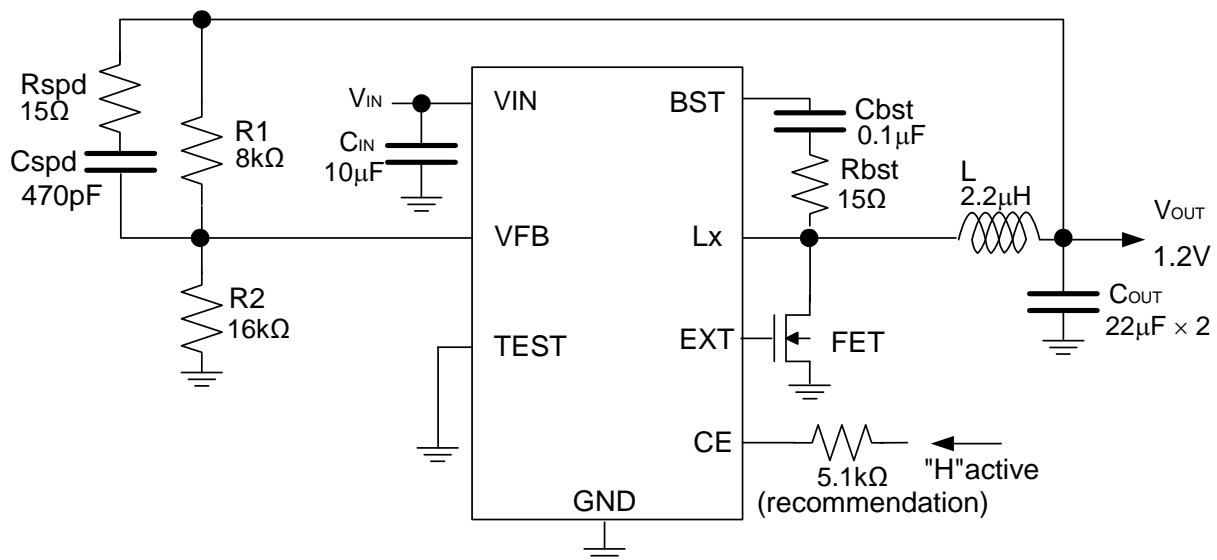 Rspd
15Ω
Cspd
470pF
R1
8kΩ
R2
16kΩ
VIN
CIN
10μF
VIN
VFB
TEST
GND
BST
Lx
EXT
CE
Cbst
0.1μF
Rbst
15Ω
L
2.2μH
VOUT
1.2V
COUT
22μF × 2
FET
5.1kΩ
(recommendation)
"H"active